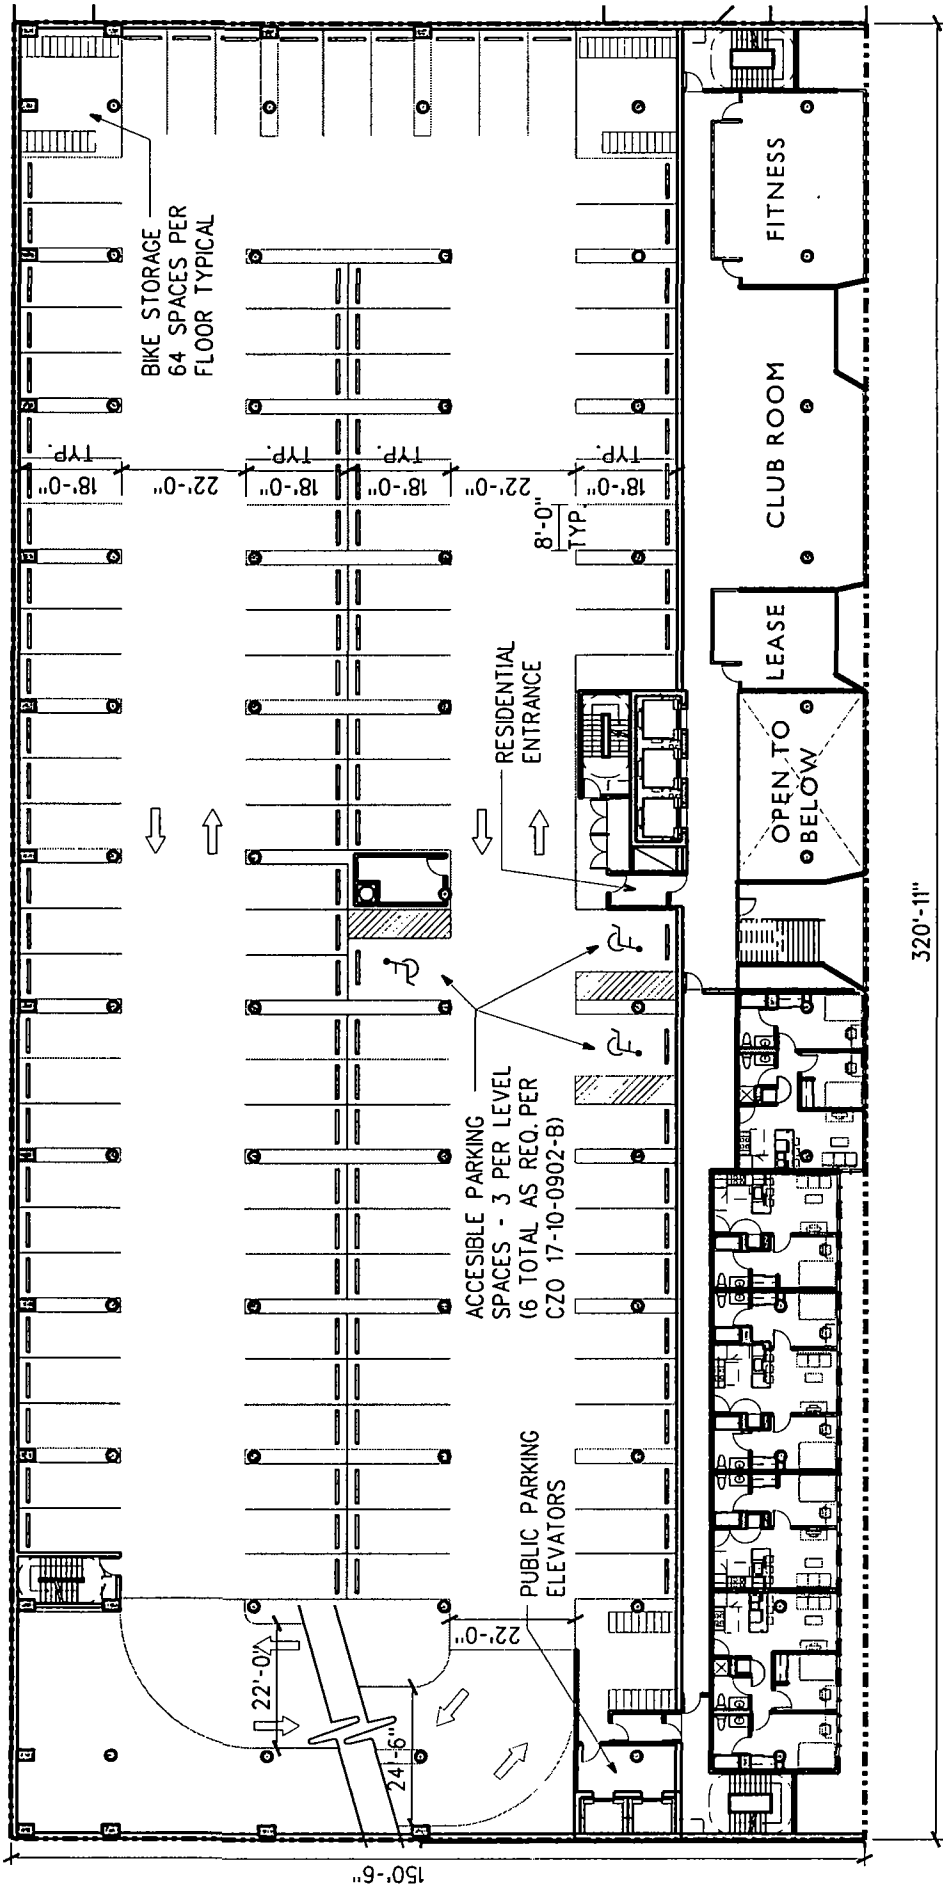 BIKE STORAGE
64 SPACES PER
FLOOR TYPICAL
FITNESS
CLUB ROOM
LEASE
OPEN TO
BELOW
18'-0"
TYP.
22'-0"
18'-0"
TYP.
18'-0"
TYP.
22'-0"
18'-0"
TYP.
8'-0"
TYP.
RESIDENTIAL
ENTRANCE
ACCESIBLE PARKING
SPACES - 3 PER LEVEL
(6 TOTAL AS REQ. PER
CZO 17-10-0902-B)
PUBLIC PARKING
ELEVATORS
22'-0"
22'-0"
24'-6"
320'-11"
150'-6"